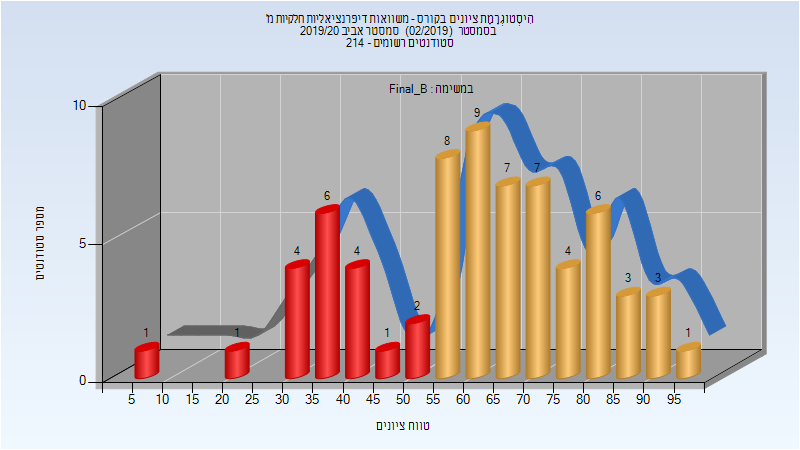 היסטוגרמת ציונים בקורס - משוואות דיפרנציאליות חלקיות מ'
בסמסטר (02/2019) סמסטר אביב 2019/20
סטודנטים רשומים - 214
במשימה : Final_B
מספר סטודנטים
10
5
0
1
1
4
6
4
1
2
8
9
7
7
4
6
3
3
1
5 10 15 20 25 30 35 40 45 50 55 60 65 70 75 80 85 90 95
טווח ציונים